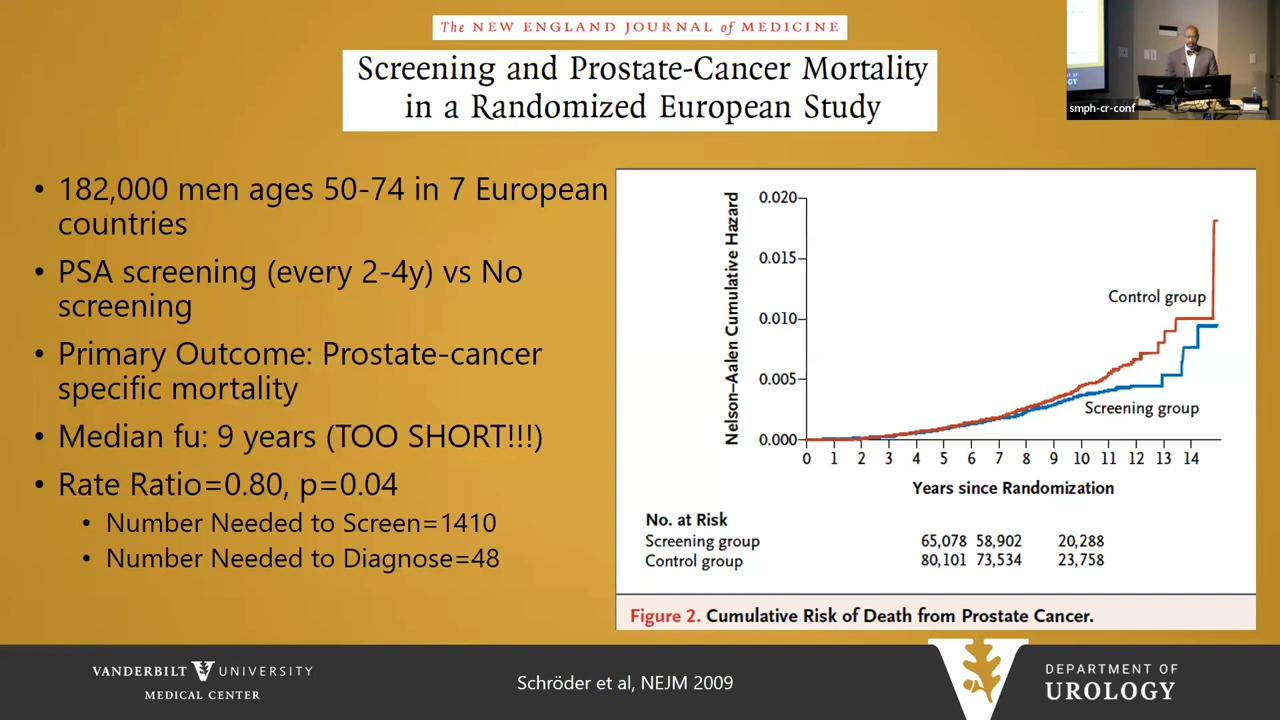 The NEW ENGLAND JOURNAL of MEDICINE
Screening and Prostate-Cancer Mortality
in a Randomized European Study
smph-cr-conf
• 182,000 men ages 50-74 in 7 European
countries
• PSA screening (every 2-4y) vs No
screening
• Primary Outcome: Prostate-cancer
specific mortality
• Median fu: 9 years (TOO SHORT!!!)
• Rate Ratio=0.80, p=0.04
• Number Needed to Screen=1410
• Number Needed to Diagnose=48
Nelson–Aalen Cumulative Hazard
0.020
0.015
0.010
0.005
0.000
Control group
Screening group
0 1 2 3 4 5 6 7 8 9 10 11 12 13 14
Years since Randomization
No. at Risk
Screening group 65,078 58,902 20,288
Control group 80,101 73,534 23,758
Figure 2. Cumulative Risk of Death from Prostate Cancer.
VANDERBILT UNIVERSITY
MEDICAL CENTER
Schröder et al, NEJM 2009
DEPARTMENT OF
UROLOGY